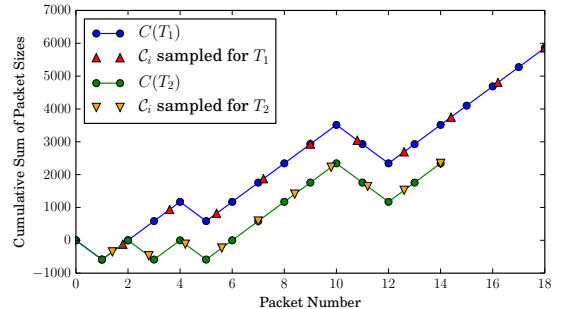 7000
6000
5000
4000
3000
2000
1000
0
−1000
Cumulative Sum of Packet Sizes
C(T₁)
𝒞ᵢ sampled for T₁
C(T₂)
𝒞ᵢ sampled for T₂
0 2 4 6 8 10 12 14 16 18
Packet Number